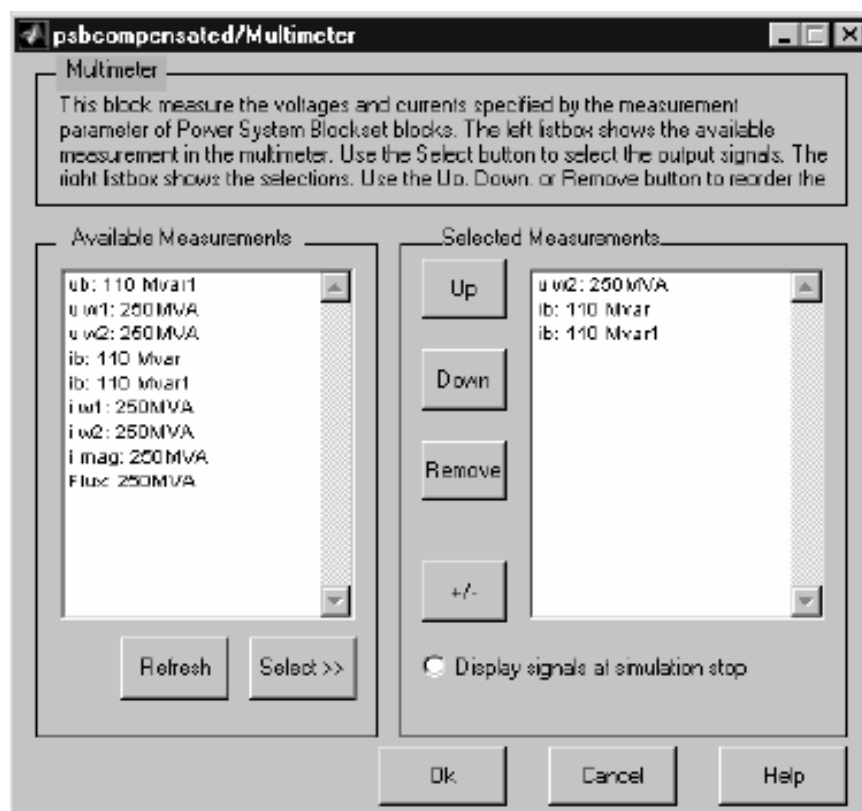 psbcompensated/Multimeter
Multimeter
This block measure the voltages and currents specified by the measurement
parameter of Power System Blockset blocks. The left listbox shows the available
measurement in the multimeter. Use the Select button to select the output signals. The
right listbox shows the selections. Use the Up, Down, or Remove button to reorder the
Available Measurements
ub: 110 Mvar1
u w1: 250MVA
u w2: 250MVA
ib: 110 Mvar
ib: 110 Mvar1
i w1: 250MVA
i w2: 250MVA
i mag: 250MVA
Flux: 250MVA
Refresh
Select >>
Selected Measurements
Up
Down
Remove
+/-
u w2: 250MVA
ib: 110 Mvar
ib: 110 Mvar1
Display signals at simulation stop
Ok
Cancel
Help